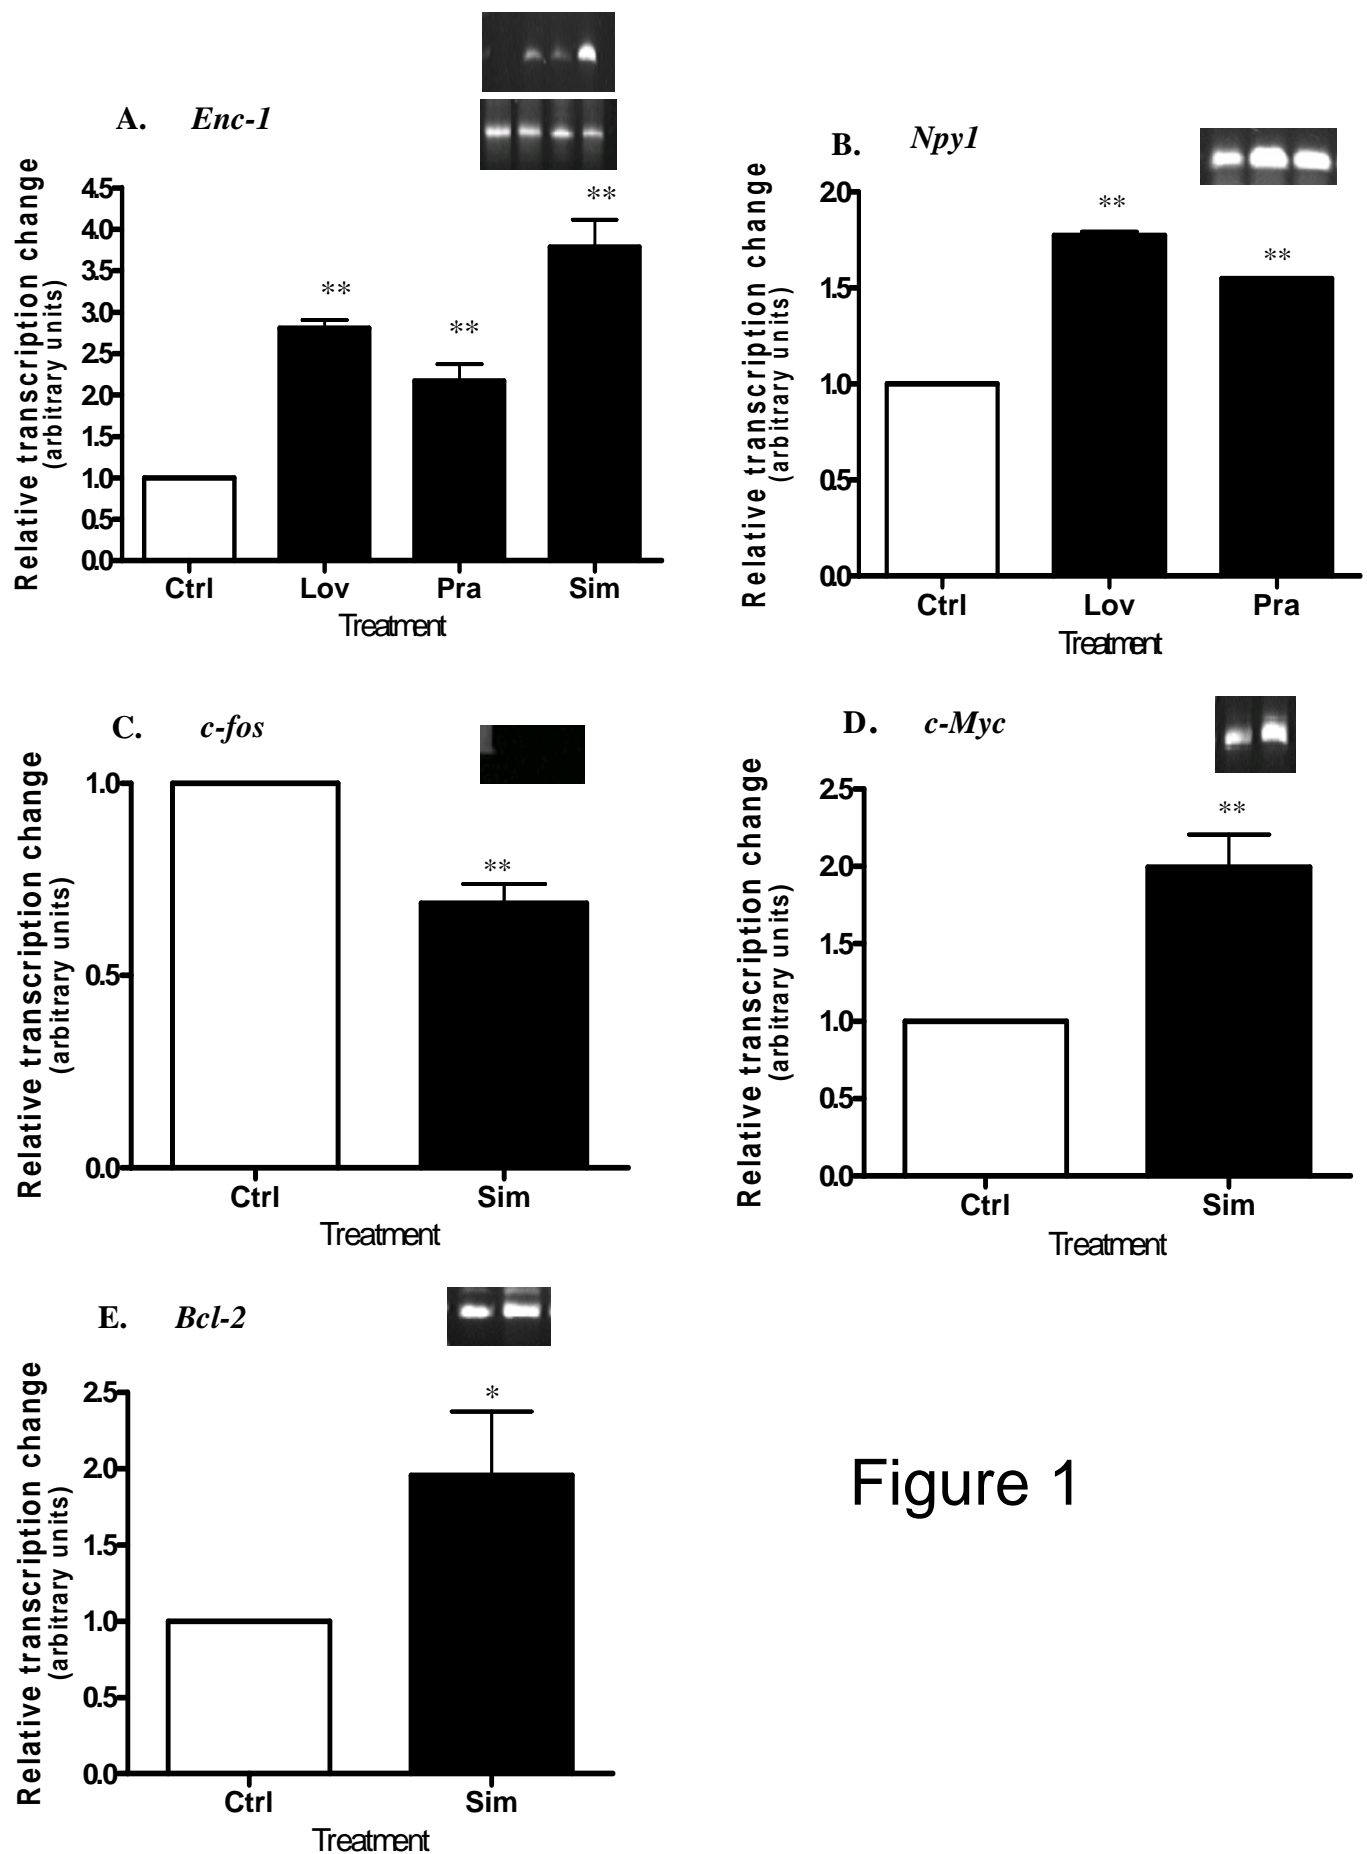 A. Enc-1
Relative transcription change
(arbitrary units)
4.5
4.0
3.5
3.0
2.5
2.0
1.5
1.0
0.5
0.0
**
**
**
Ctrl Lov Pra Sim
Treatment
B. Npy1
Relative transcription change
(arbitrary units)
2.0
1.5
1.0
0.5
0.0
**
**
Ctrl Lov Pra
Treatment
C. c-fos
Relative transcription change
(arbitrary units)
1.0
0.5
0.0
**
Ctrl Sim
Treatment
D. c-Myc
Relative transcription change
(arbitrary units)
2.5
2.0
1.5
1.0
0.5
0.0
**
Ctrl Sim
Treatment
E. Bcl-2
Relative transcription change
(arbitrary units)
2.5
2.0
1.5
1.0
0.5
0.0
*
Ctrl Sim
Treatment
Figure 1